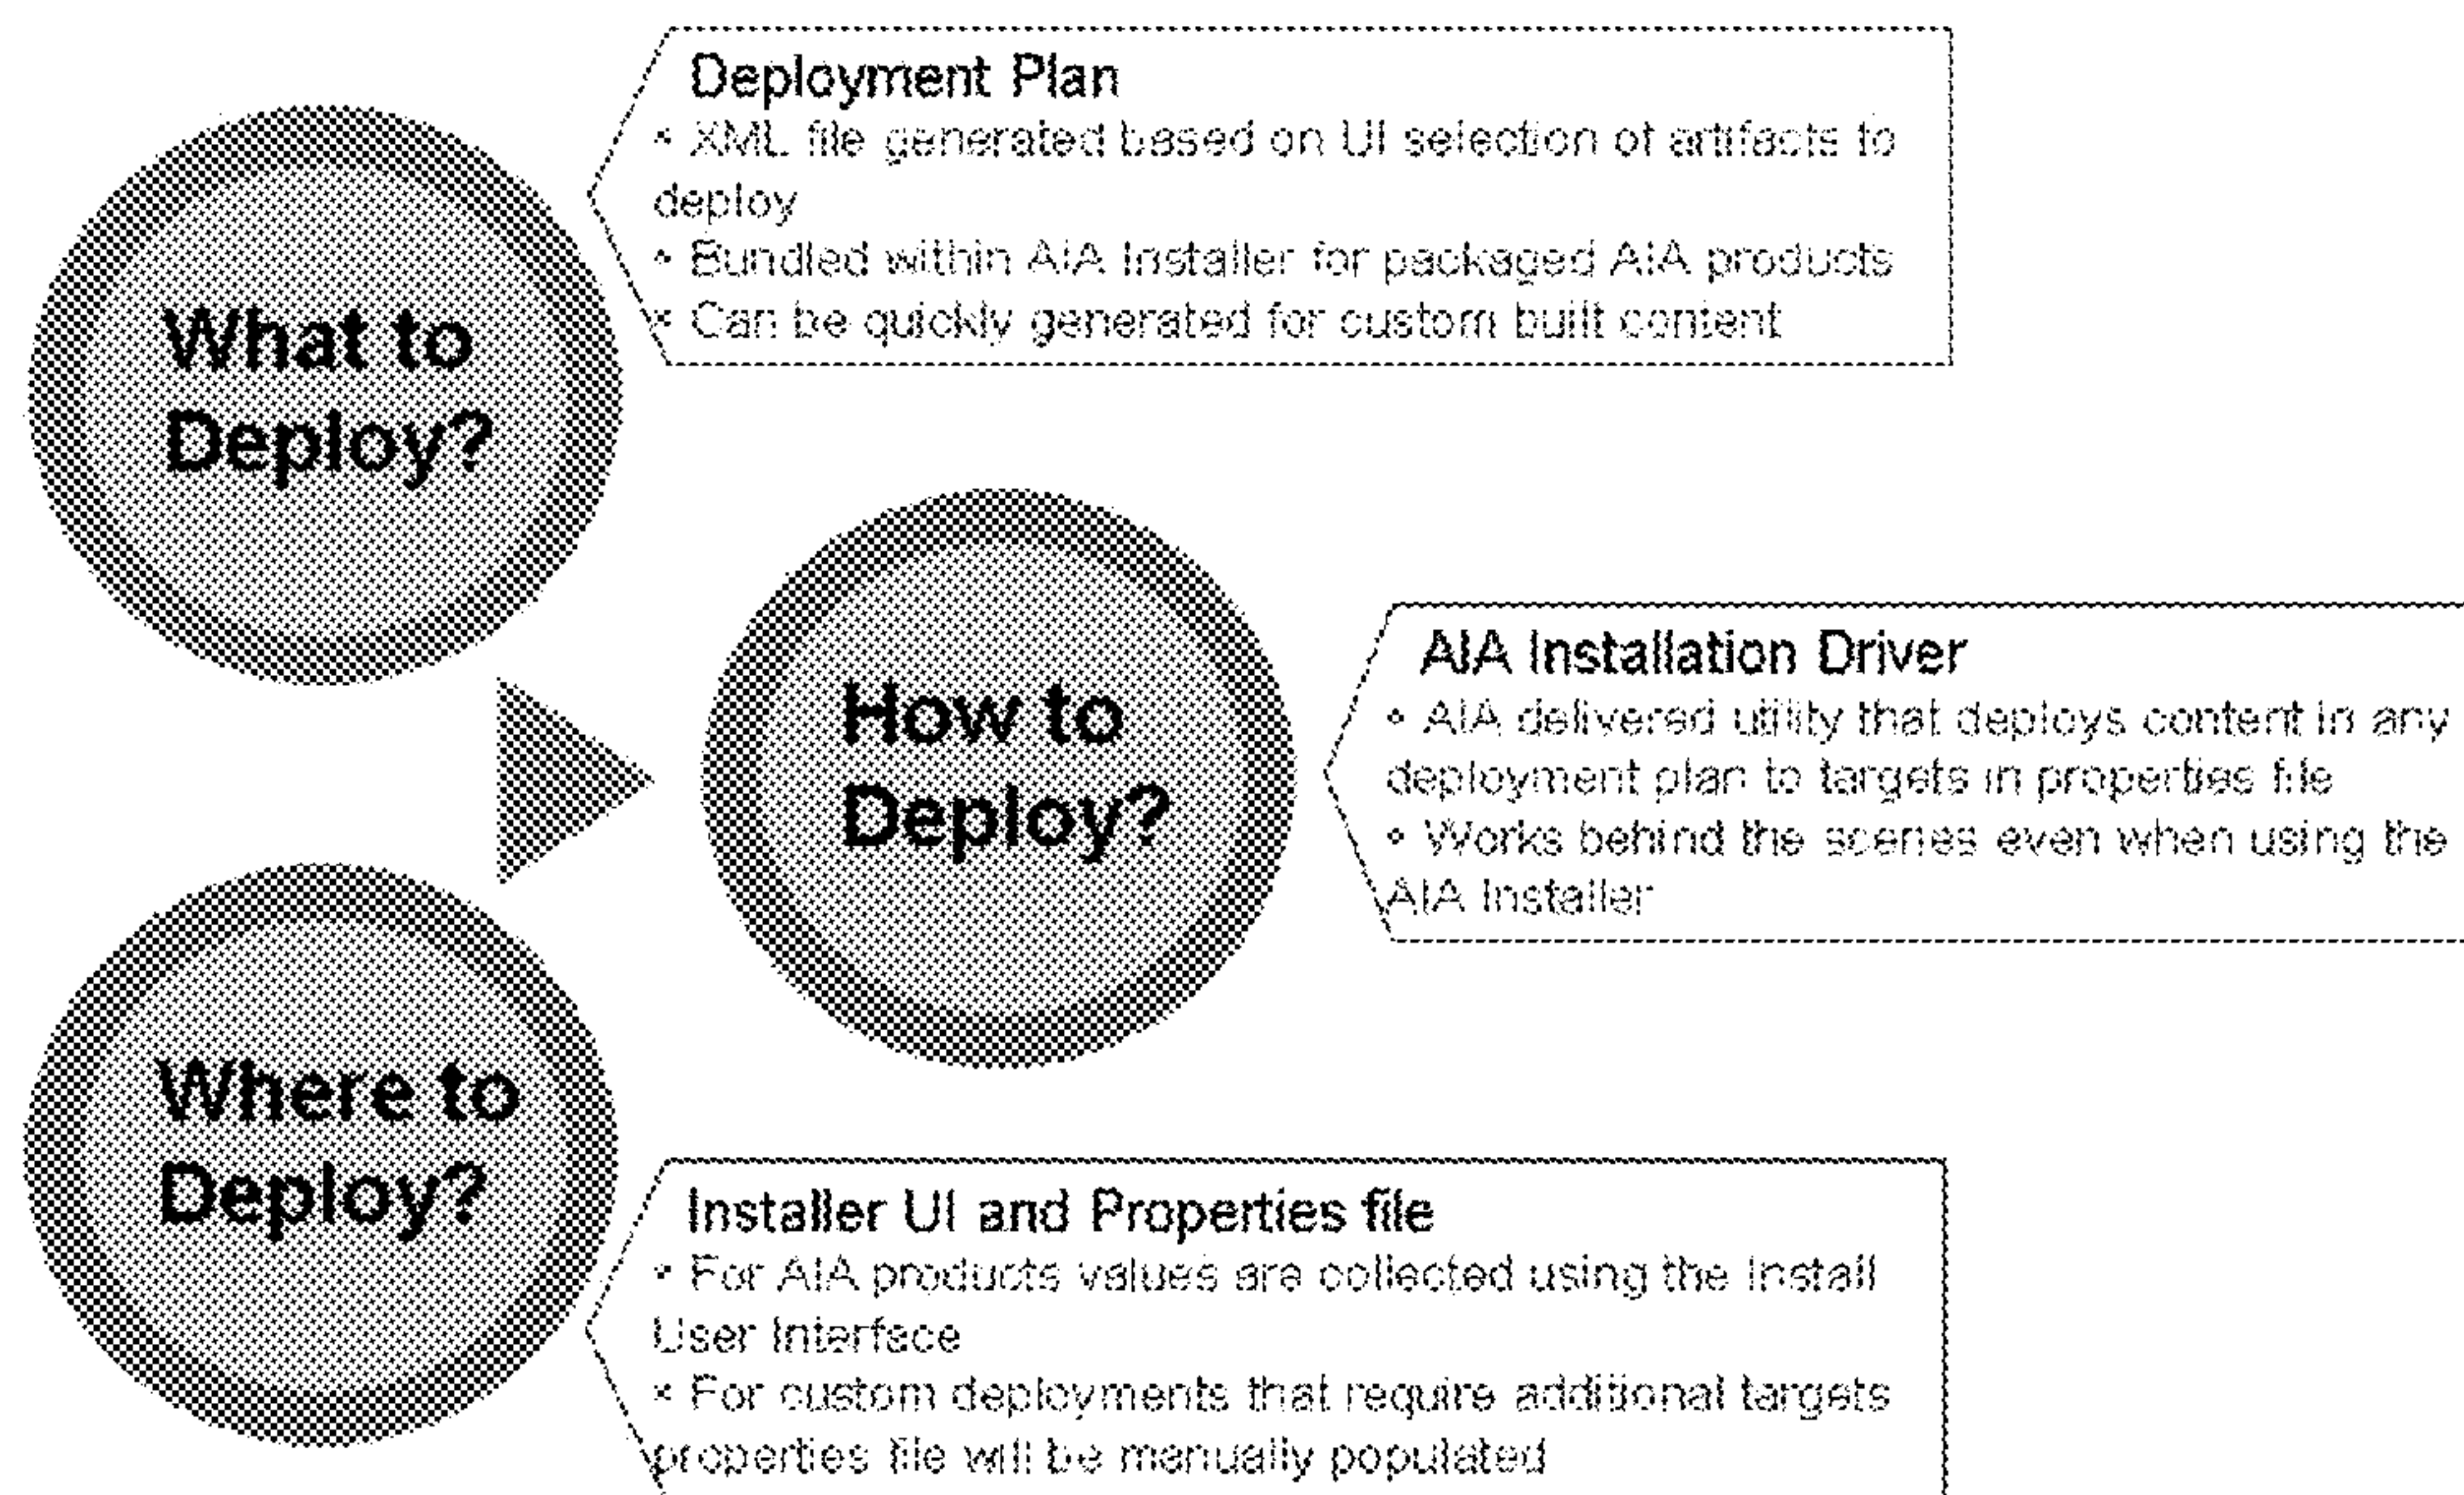 Deployment Plan
• XML file generated based on UI selection of artifacts to
deploy
• Bundled within AIA Installer for packaged AIA products
• Can be quickly generated for custom built content
What to
Deploy?
How to
Deploy?
AIA Installation Driver
• AIA delivered utility that deploys content in any
deployment plan to targets in properties file
• Works behind the scenes even when using the
AIA Installer
Where to
Deploy?
Installer UI and Properties file
• For AIA products values are collected using the Install
User Interface
• For custom deployments that require additional targets
properties file will be manually populated